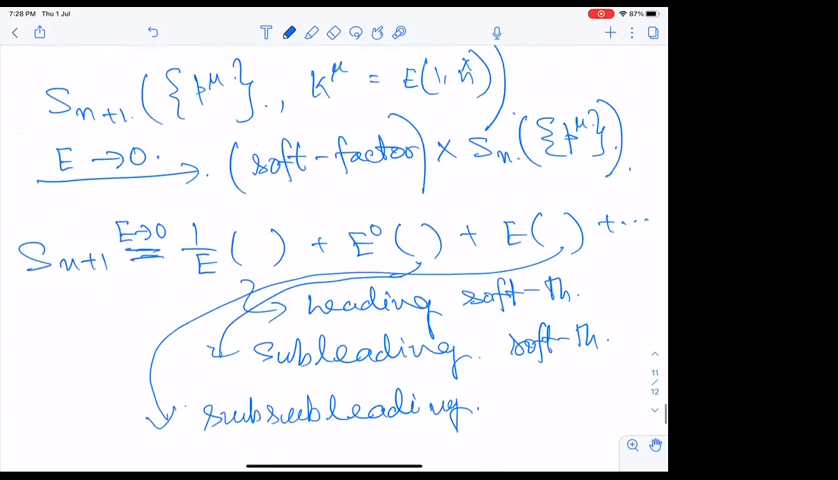 7:28 PM Thu 1 Jul 87%
S_{n+1}. ({p^μ.}., K^μ = E(1, n̂))
E → 0. (soft-factor) × S_n. ({p^μ.}).
S_{n+1} E→0 = 1/E ( ) + E^0 ( ) + E ( ) + ...
leading soft-th.
subleading. soft-th.
subsubleading.
11
/
12